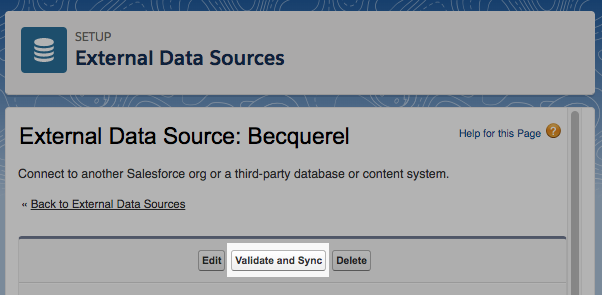 SETUP
External Data Sources
External Data Source: Becquerel
Help for this Page ?
Connect to another Salesforce org or a third-party database or content system.
« Back to External Data Sources
Edit Validate and Sync Delete